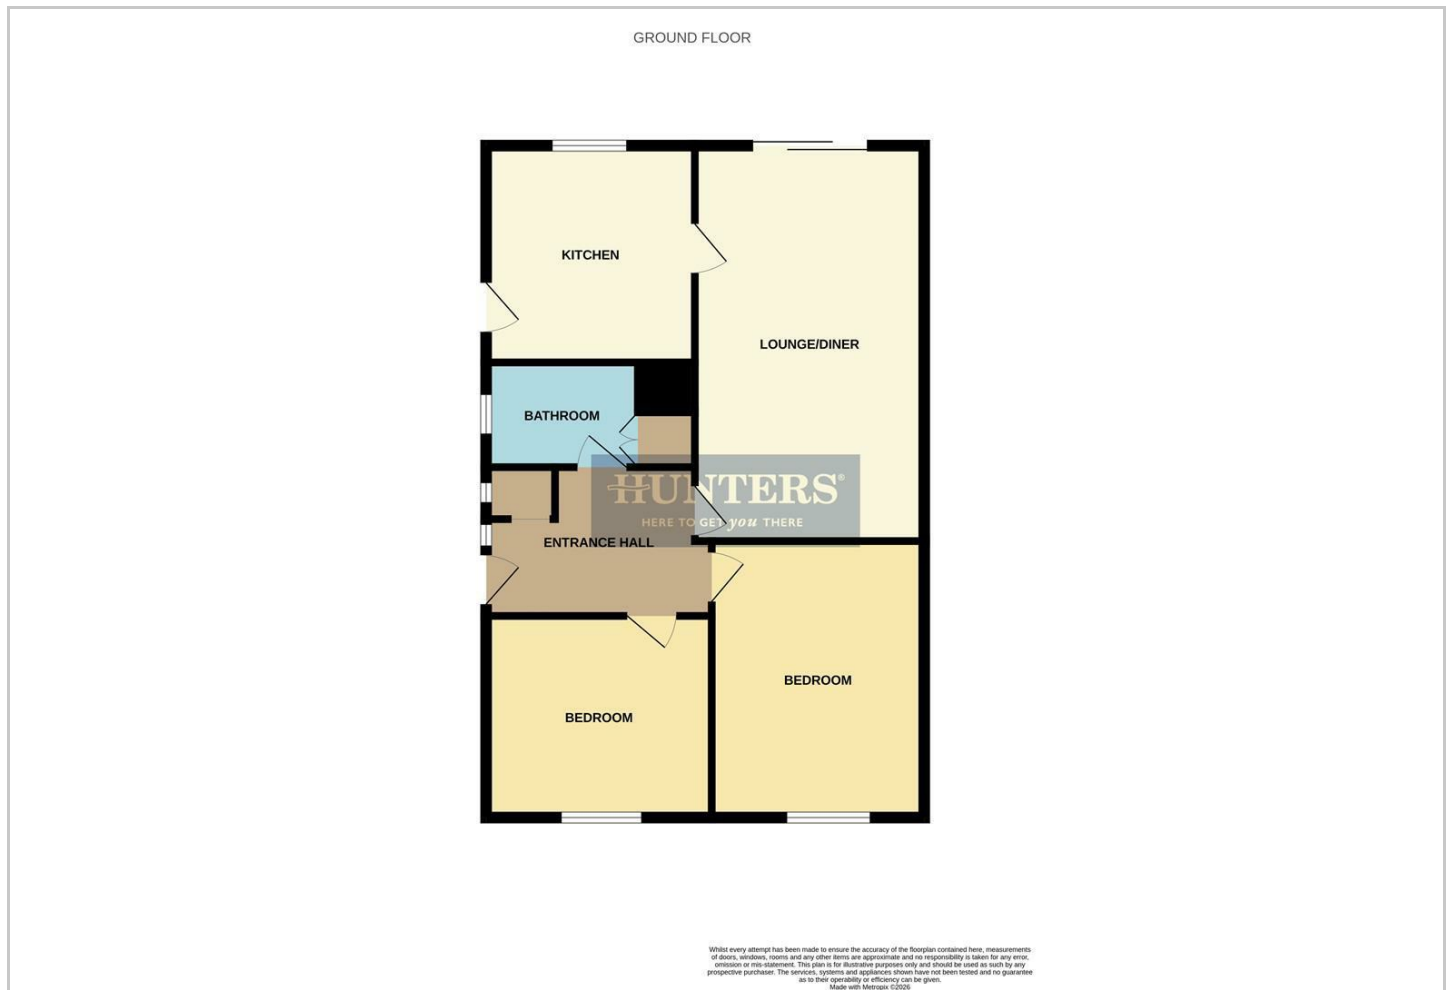 GROUND FLOOR
KITCHEN
LOUNGE/DINER
BATHROOM
HUNTERS®
HERE TO GET you THERE
ENTRANCE HALL
BEDROOM
BEDROOM
Whilst every attempt has been made to ensure the accuracy of the floorplan contained here, measurements
of doors, windows, rooms and any other items are approximate and no responsibility is taken for any error,
omission or mis-statement. This plan is for illustrative purposes only and should be used as such by any
prospective purchaser. The services, systems and appliances shown have not been tested and no guarantee
as to their operability or efficiency can be given.
Made with Metropix ©2026